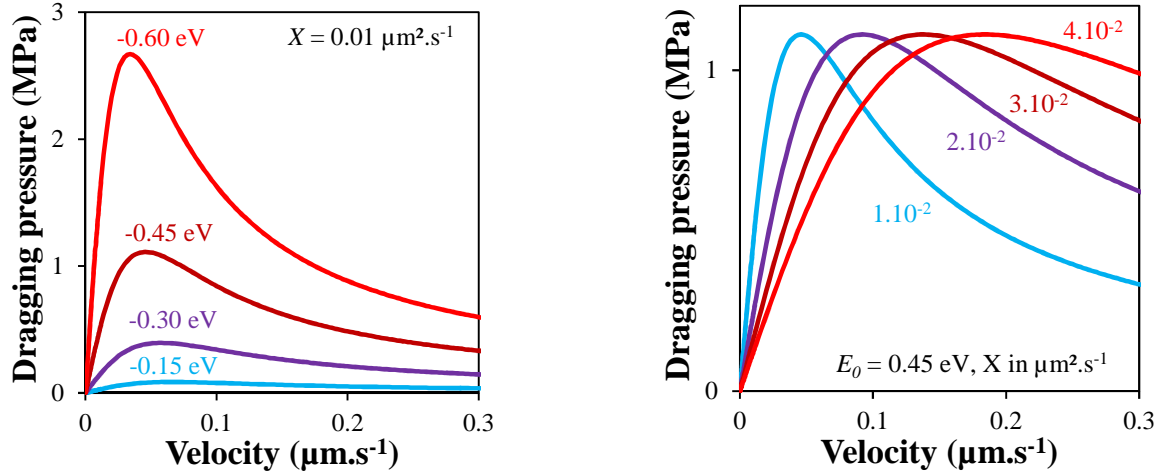 Dragging pressure (MPa)
3
2
1
0
-0.60 eV
X = 0.01 µm².s⁻¹
-0.45 eV
-0.30 eV
-0.15 eV
0
0.1
0.2
0.3
Velocity (µm.s⁻¹)
Dragging pressure (MPa)
1
0
4.10⁻²
3.10⁻²
2.10⁻²
1.10⁻²
E₀ = 0.45 eV, X in µm².s⁻¹
0
0.1
0.2
0.3
Velocity (µm.s⁻¹)